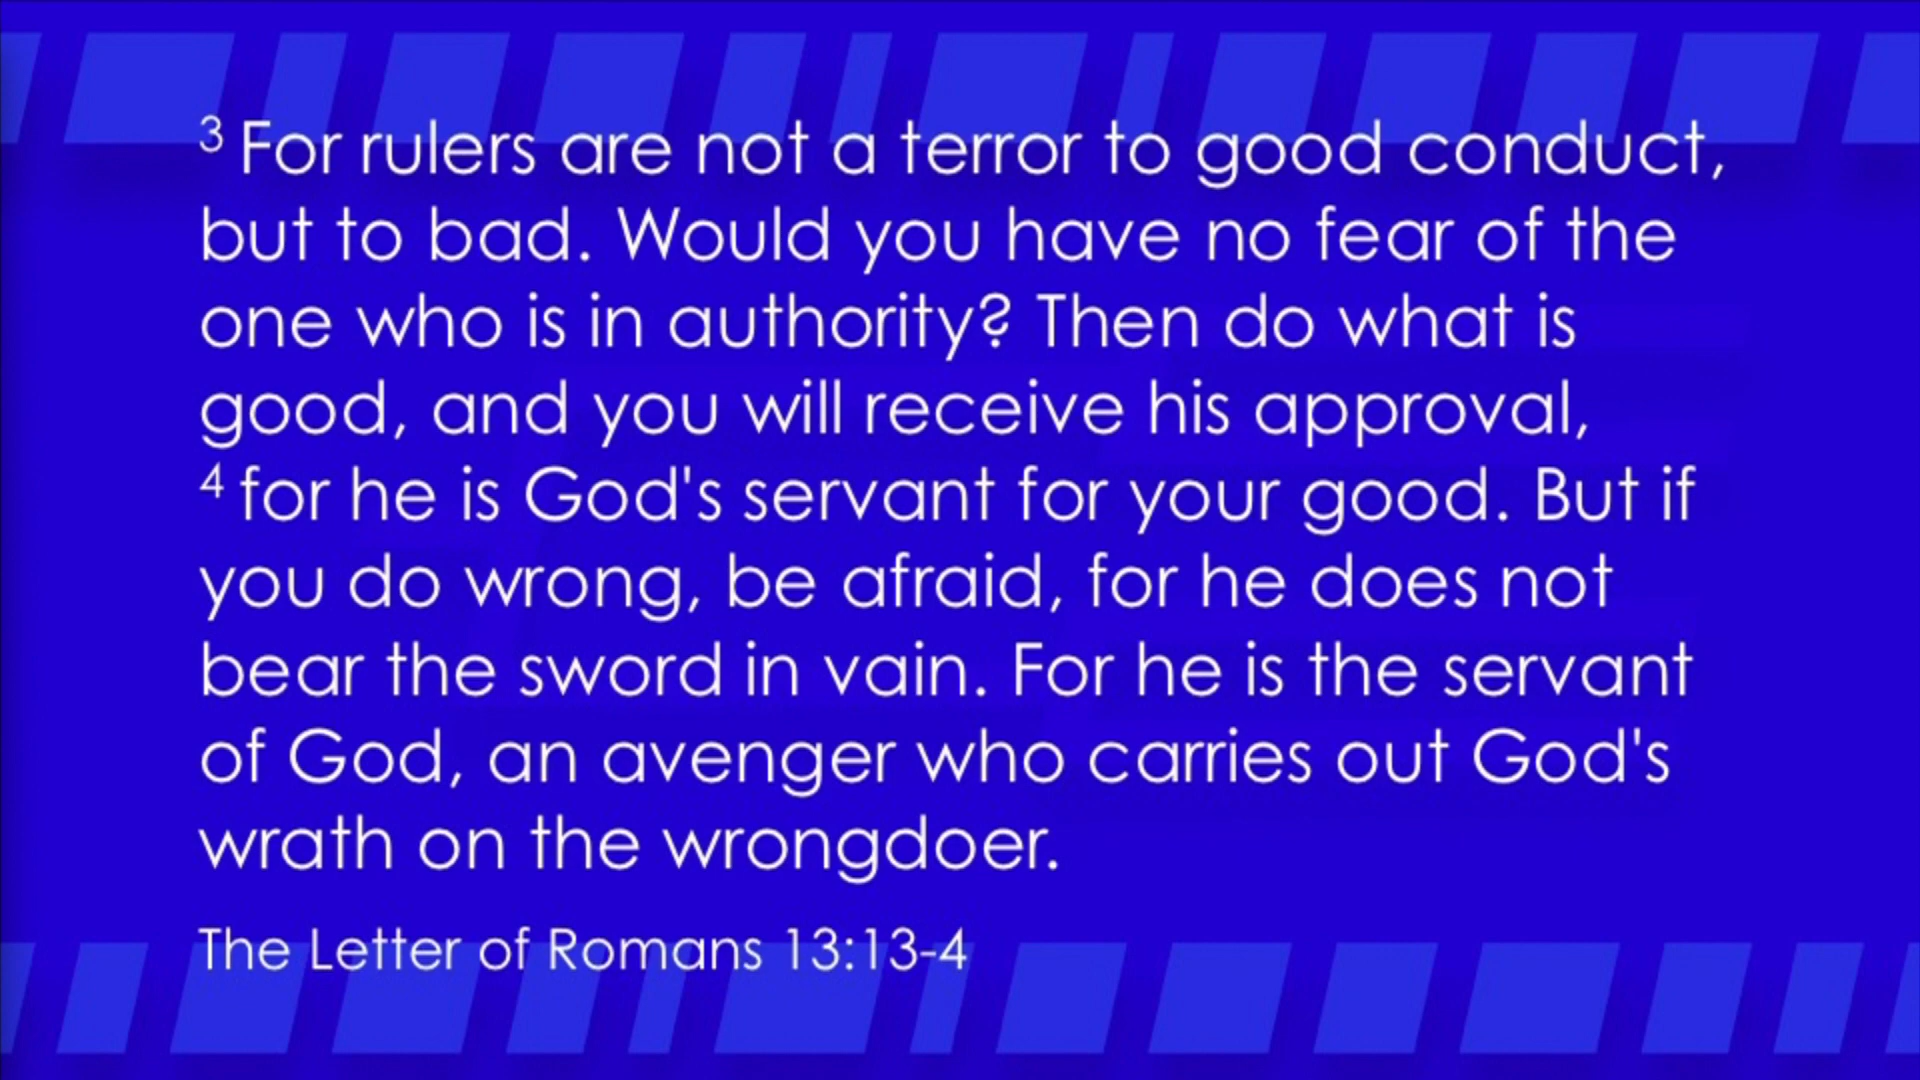 3 For rulers are not a terror to good conduct,
but to bad. Would you have no fear of the
one who is in authority? Then do what is
good, and you will receive his approval,
4 for he is God's servant for your good. But if
you do wrong, be afraid, for he does not
bear the sword in vain. For he is the servant
of God, an avenger who carries out God's
wrath on the wrongdoer.
The Letter of Romans 13:13-4